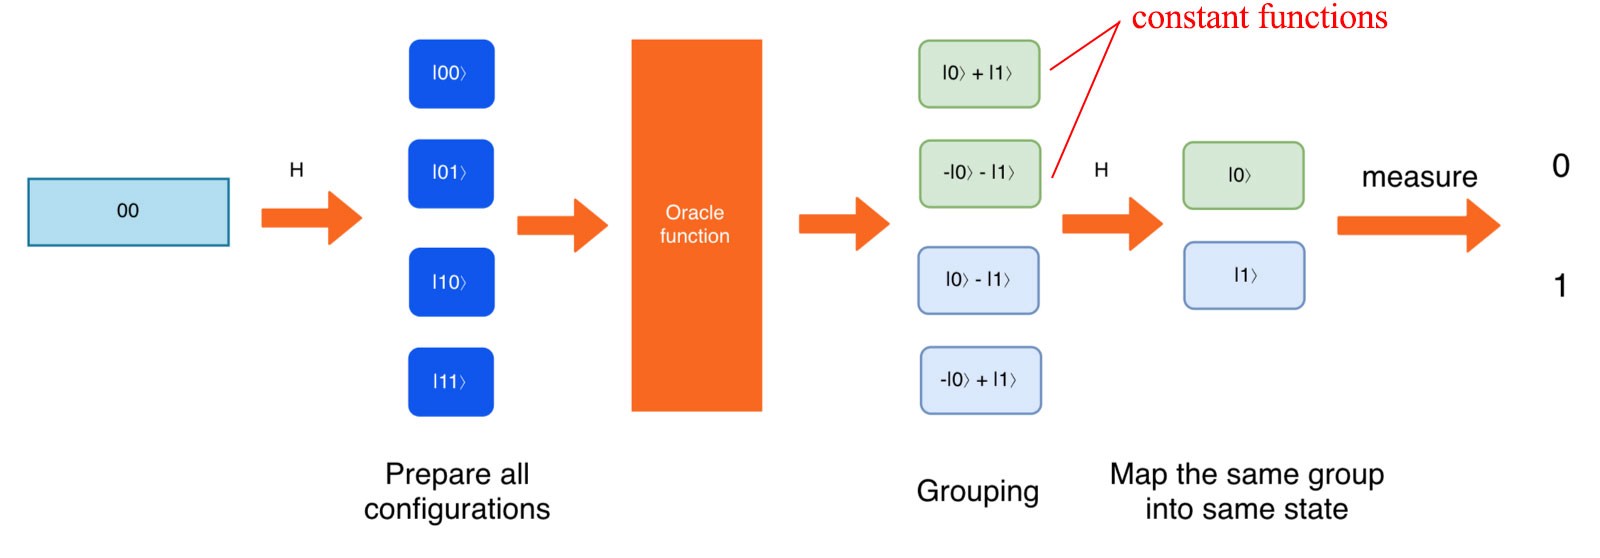 constant functions
00
H
|00⟩
|01⟩
|10⟩
|11⟩
Prepare all
configurations
Oracle
function
|0⟩ + |1⟩
-|0⟩ - |1⟩
|0⟩ - |1⟩
-|0⟩ + |1⟩
Grouping
H
|0⟩
|1⟩
Map the same group
into same state
measure
0
1